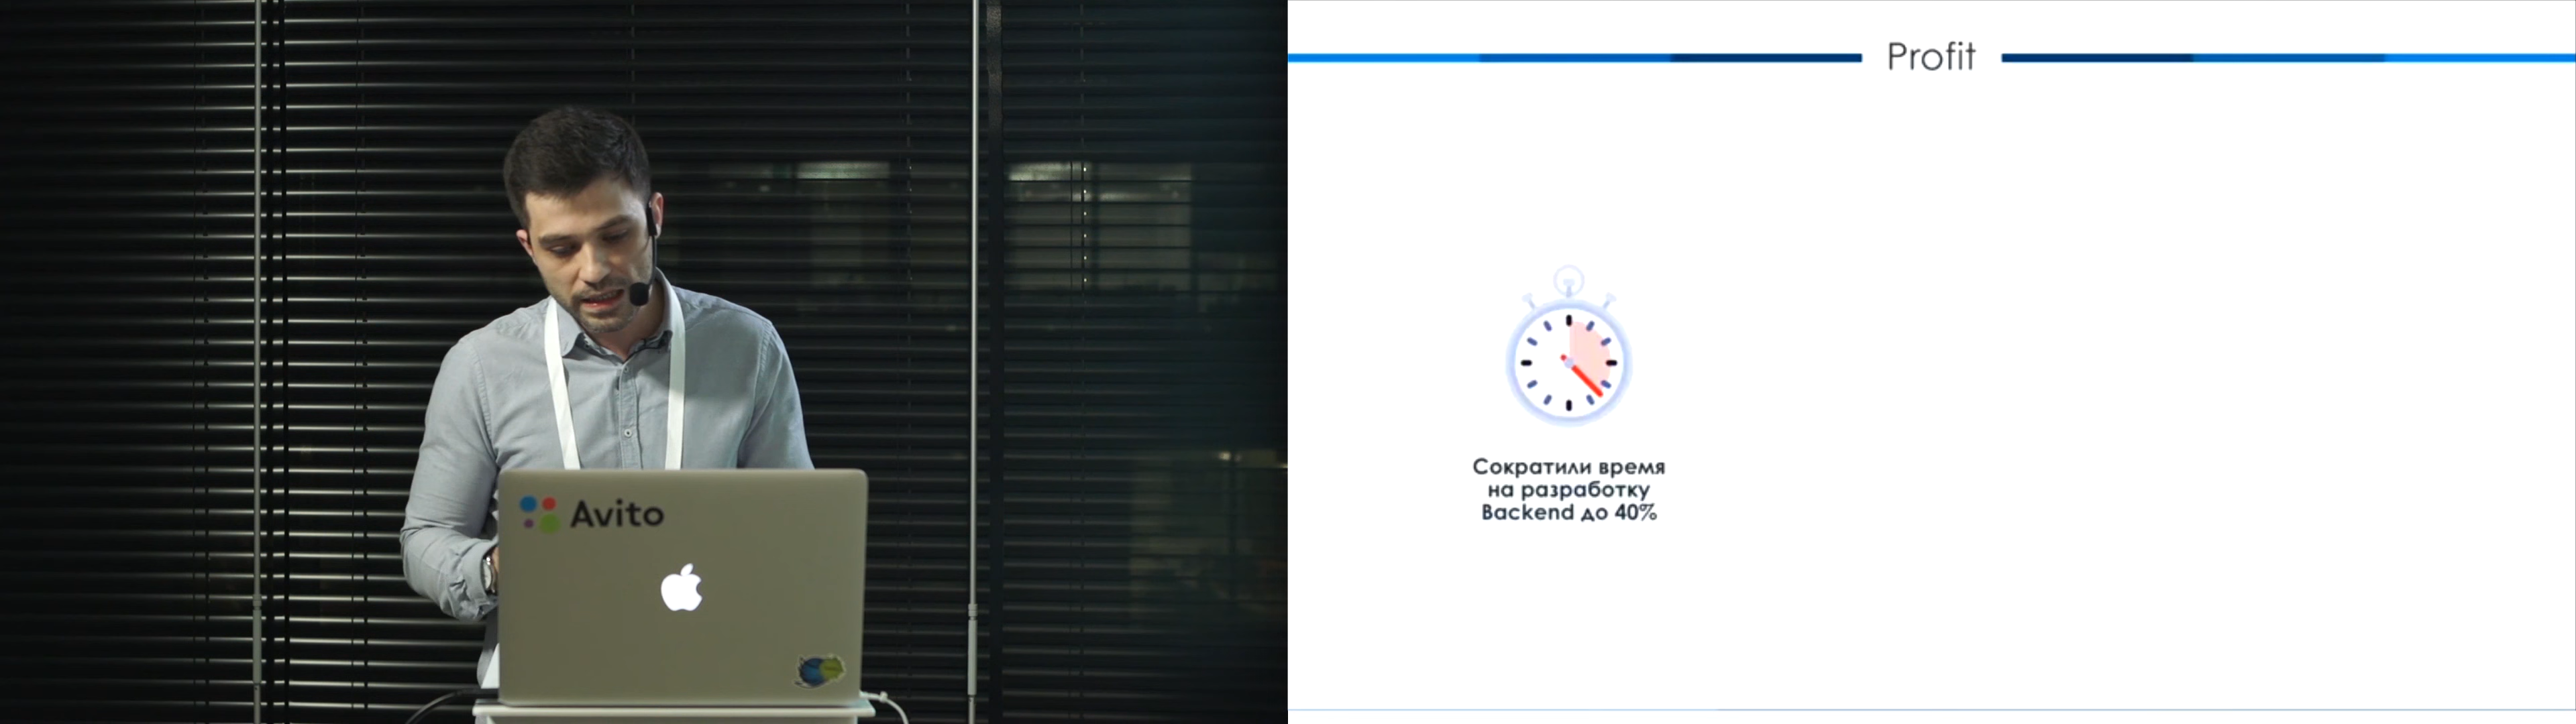 Avito
Profit
Сократили время
на разработку
Backend до 40%